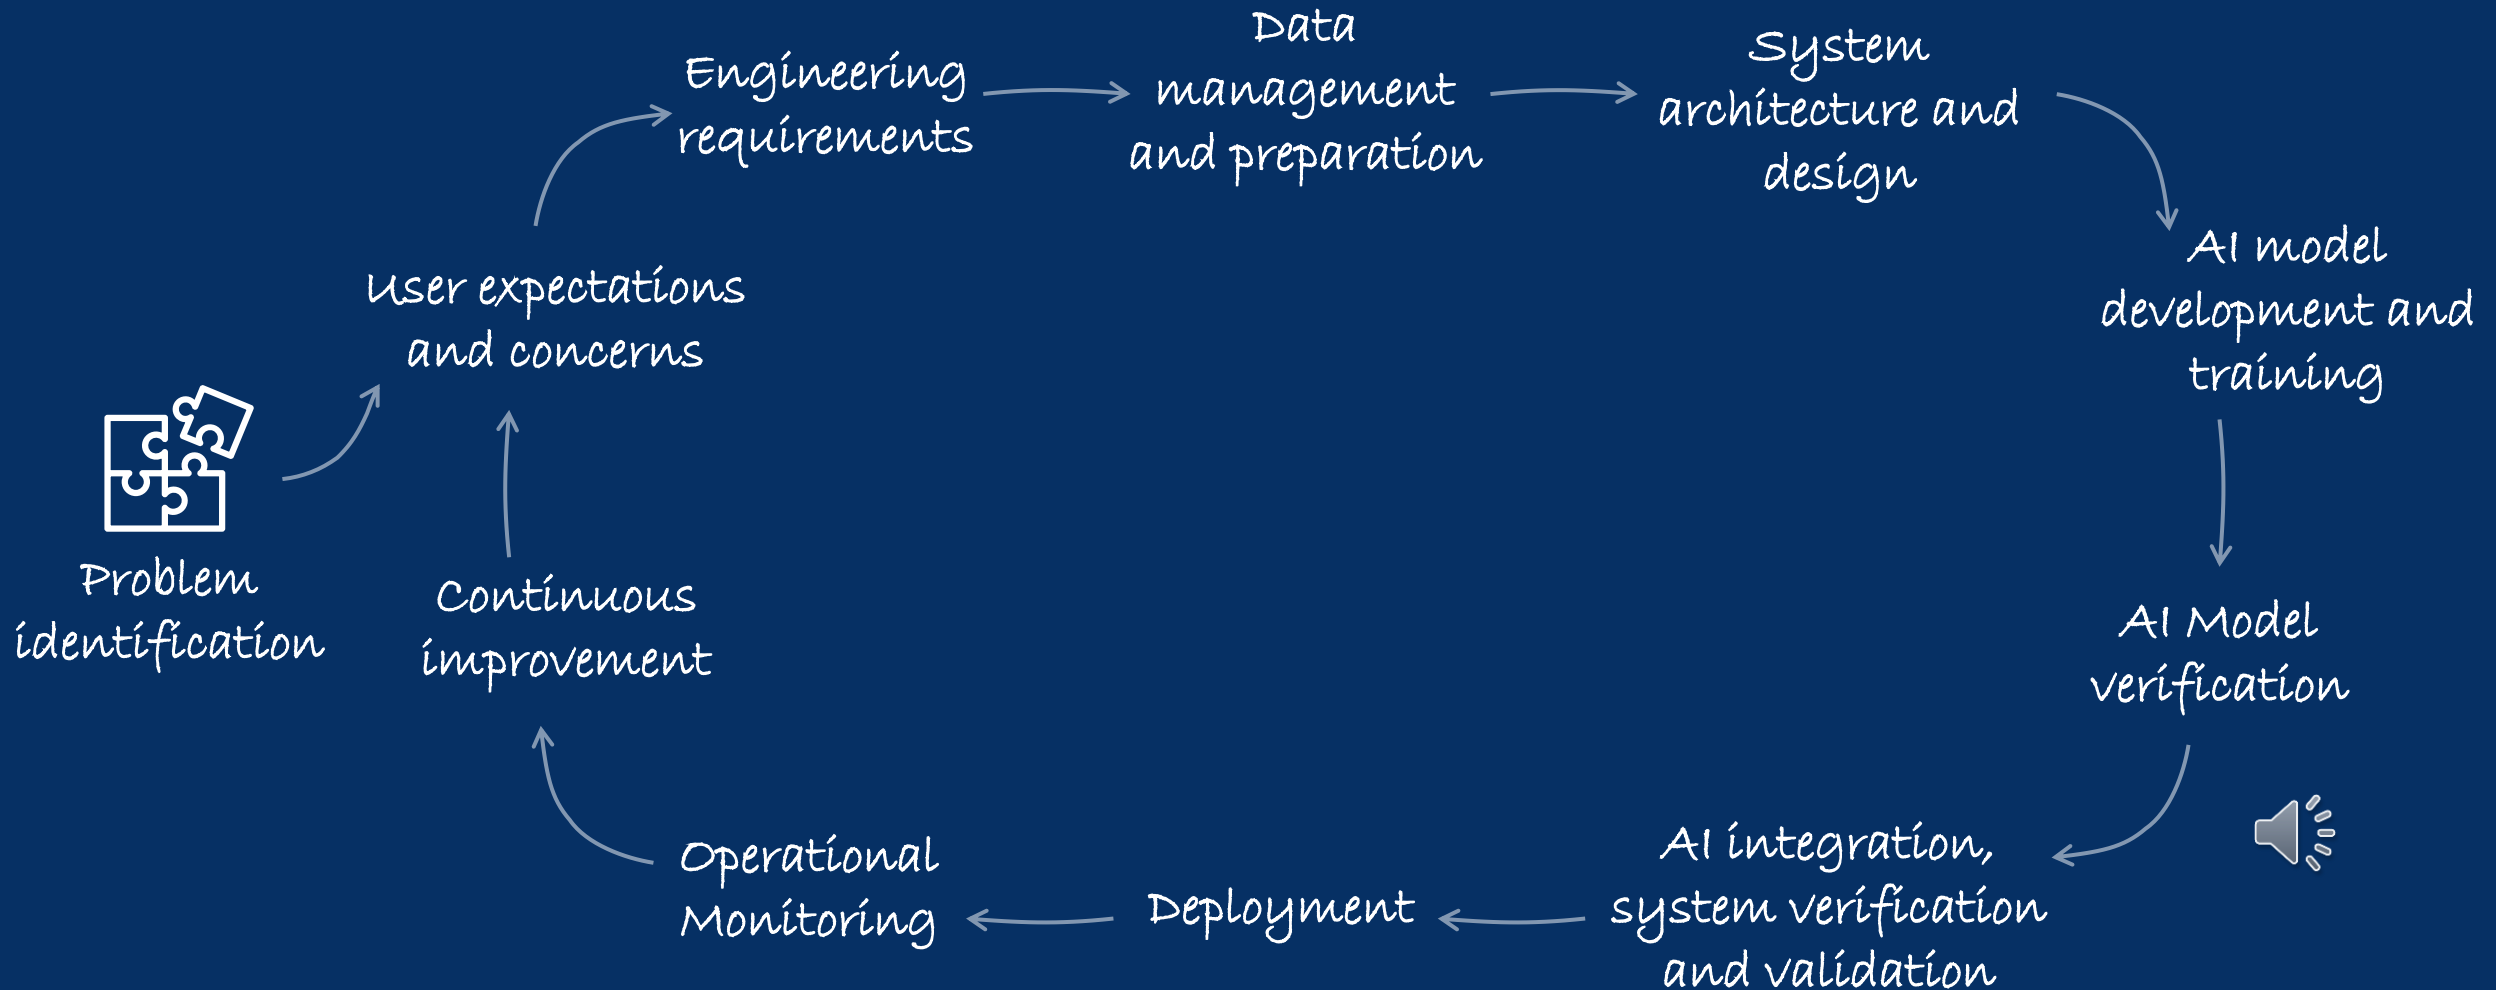 Problem
identification
User expectations
and concerns
Engineering
requirements
Data
management
and preparation
System
architecture and
design
AI model
development and
training
AI Model
verification
AI integration,
system verification
and validation
Deployment
Operational
Monitoring
Continuous
improvement